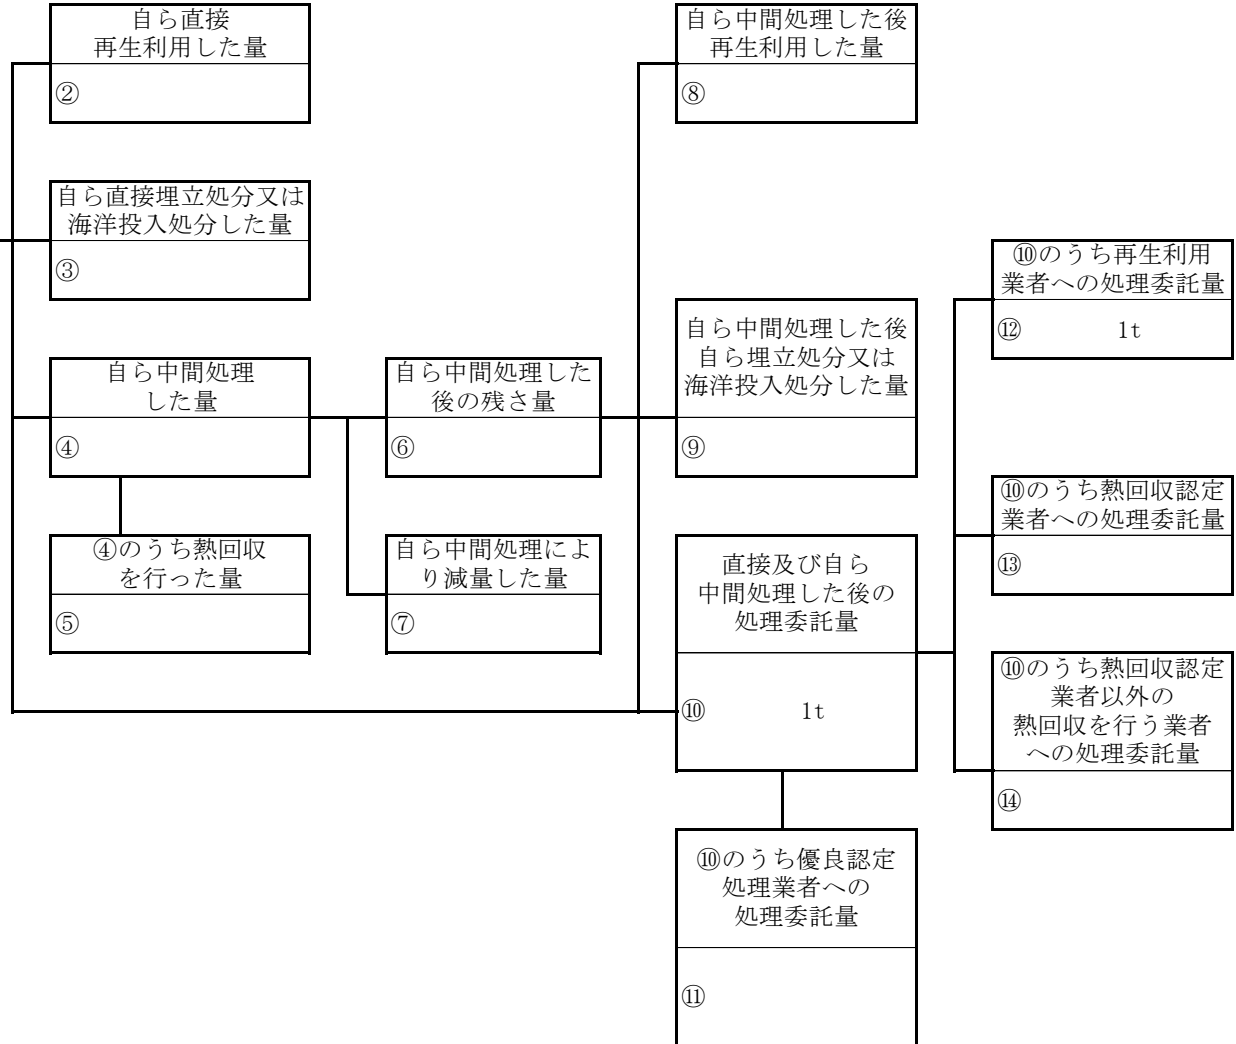 自ら直接
再生利用した量
②
自ら直接埋立処分又は
海洋投入処分した量
③
自ら中間処理
した量
④
④のうち熱回収
を行った量
⑤
自ら中間処理した
後の残さ量
⑥
自ら中間処理によ
り減量した量
⑦
自ら中間処理した後
再生利用した量
⑧
自ら中間処理した後
自ら埋立処分又は
海洋投入処分した量
⑨
直接及び自ら
中間処理した後の
処理委託量
⑩ 1t
⑩のうち優良認定
処理業者への
処理委託量
⑪
⑩のうち再生利用
業者への処理委託量
⑫ 1t
⑩のうち熱回収認定
業者への処理委託量
⑬
⑩のうち熱回収認定
業者以外の
熱回収を行う業者
への処理委託量
⑭